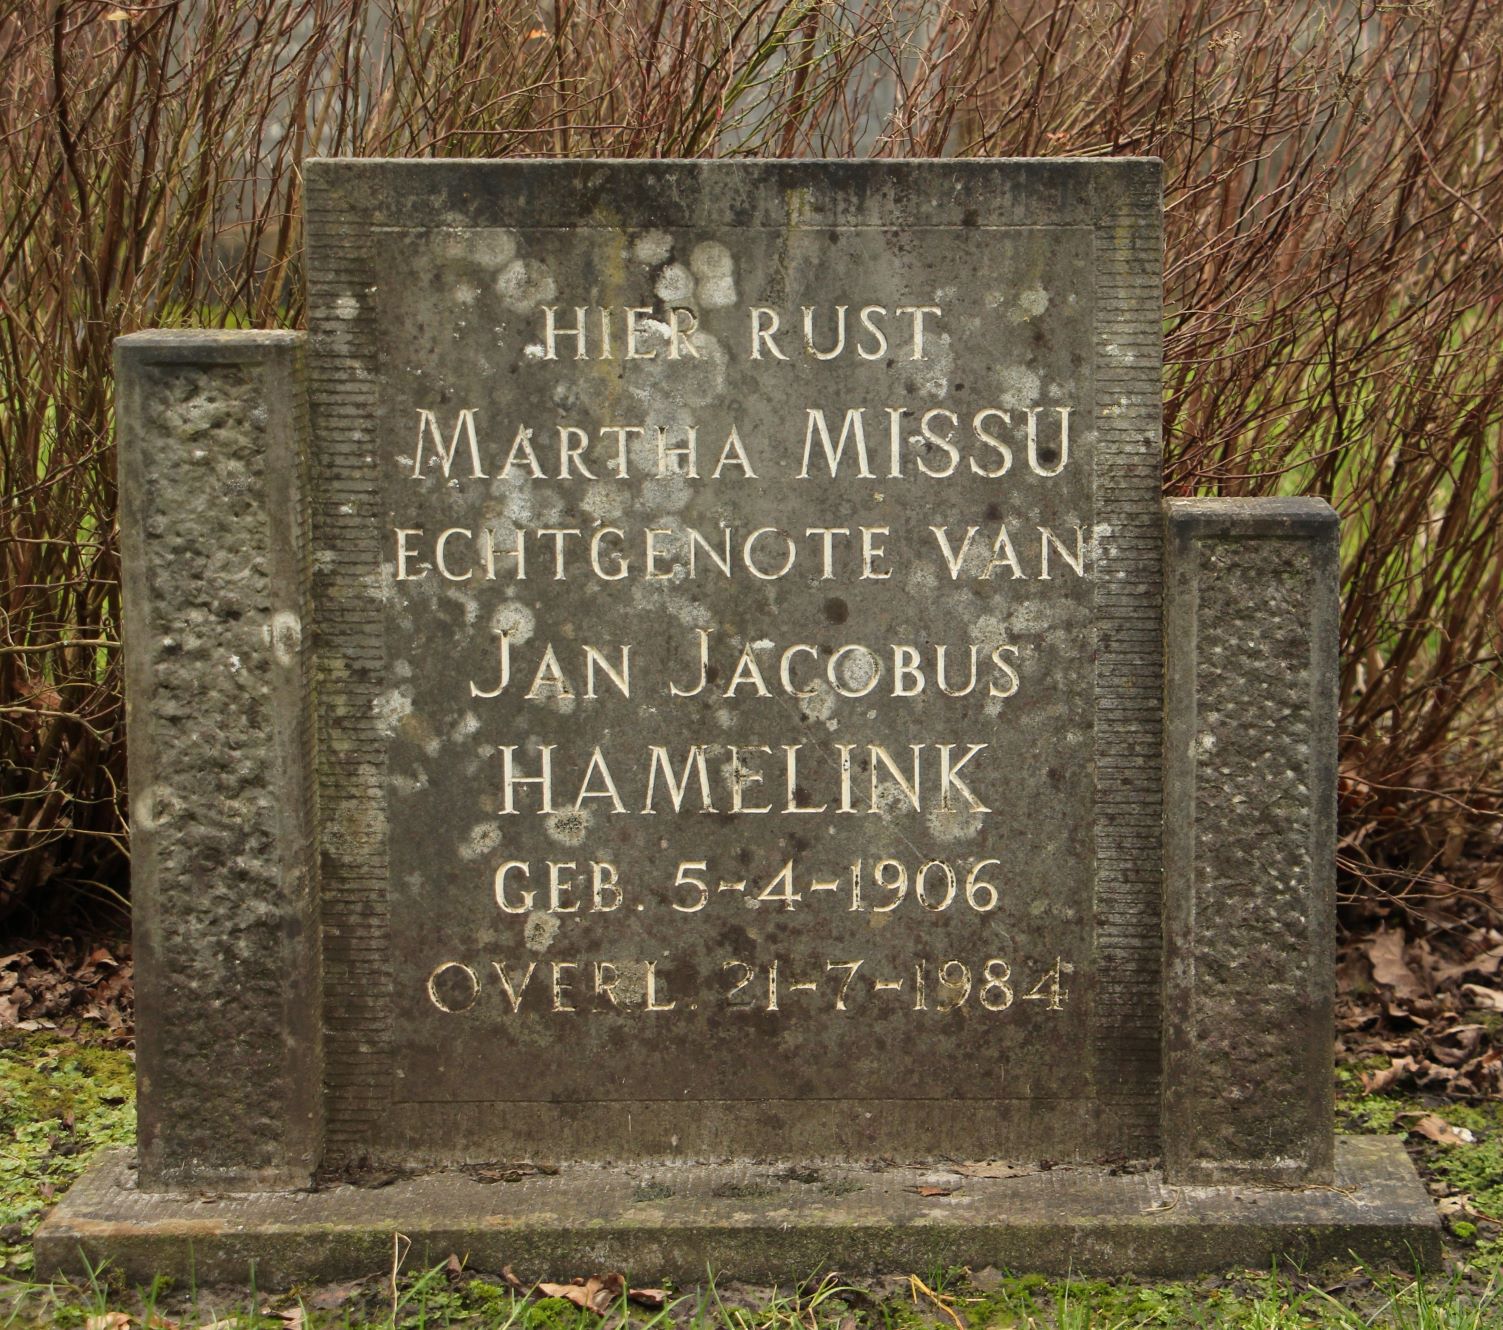 HIER RUST
MARTHA MISSU
ECHTGENOTE VAN
JAN JACOBUS
HAMELINK
GEB. 5-4-1906
OVERL. 21-7-1984